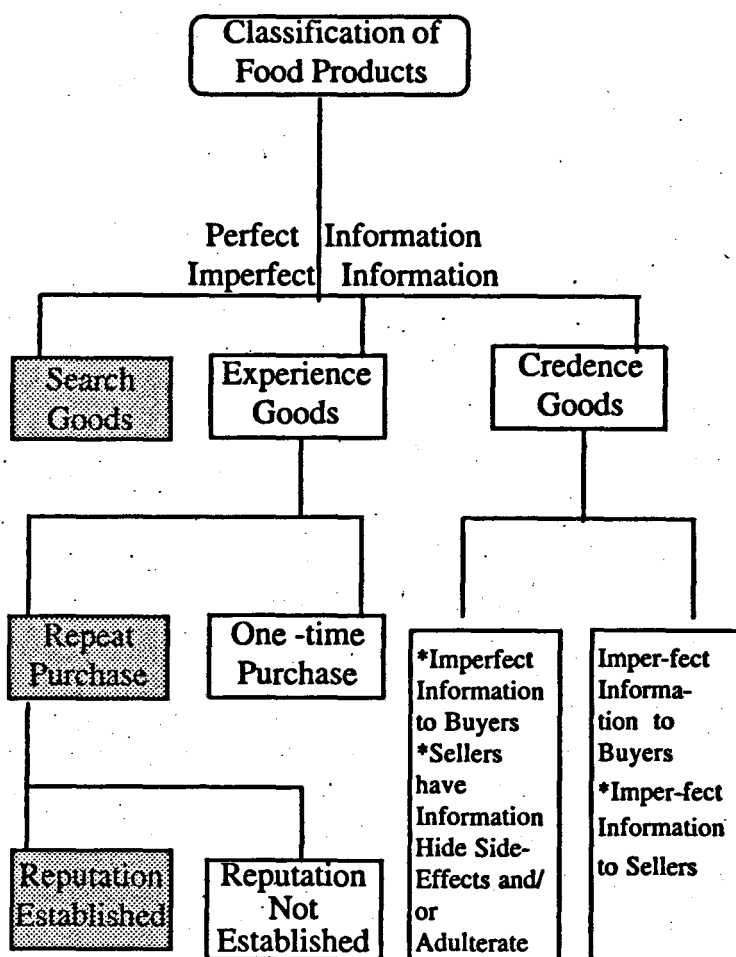 Classification of
Food Products
Perfect Information
Imperfect Information
Search
Goods
Experience
Goods
Credence
Goods
Repeat
Purchase
One -time
Purchase
*Imperfect
Information
to Buyers
*Sellers
have
Information
Hide Side-
Effects and/
or
Adulterate
Imper-fect
Informa-
tion to
Buyers
*Imper-fect
Information
to Sellers
Reputation
Established
Reputation
Not
Established